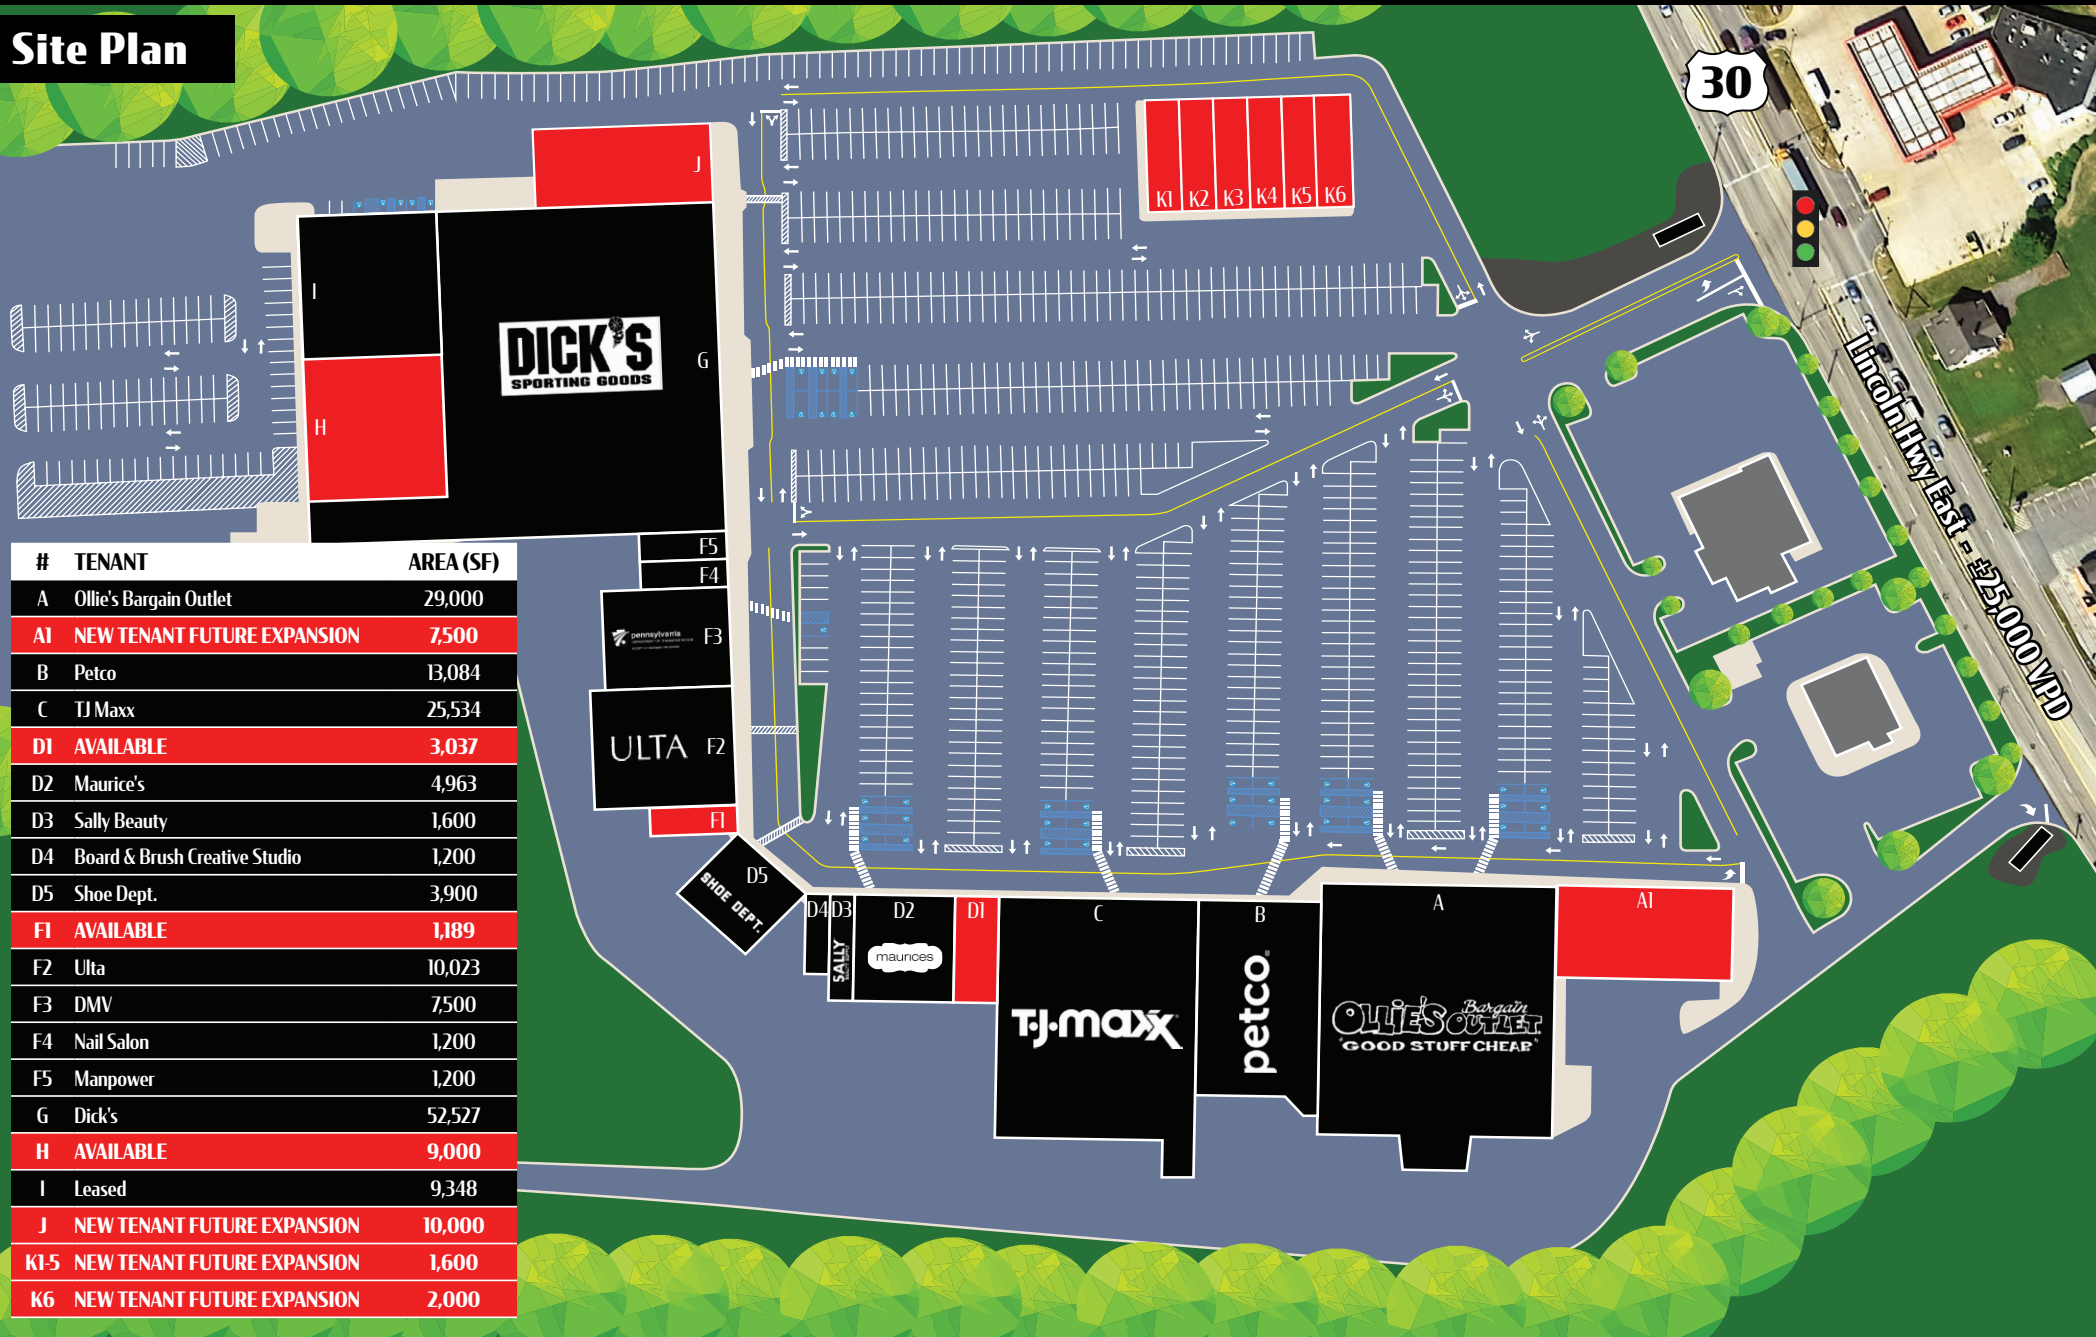 Site Plan
30
Lincoln Hwy East - ±25,000 VPD
J
K1 K2 K3 K4 K5 K6
I
DICK'S
SPORTING GOODS
G
H
F5
F4
pennsylvania
F3
ULTA F2
F1
D5
SHOE DEPT.
D4 D3 D2 D1 C B A A1
SALLY
maurices
T·J·maxx
petco
OLLIE'S Bargain OUTLET
"GOOD STUFF CHEAP"
# TENANT AREA (SF)
A Ollie's Bargain Outlet 29,000
A1 NEW TENANT FUTURE EXPANSION 7,500
B Petco 13,084
C TJ Maxx 25,534
D1 AVAILABLE 3,037
D2 Maurice's 4,963
D3 Sally Beauty 1,600
D4 Board & Brush Creative Studio 1,200
D5 Shoe Dept. 3,900
F1 AVAILABLE 1,189
F2 Ulta 10,023
F3 DMV 7,500
F4 Nail Salon 1,200
F5 Manpower 1,200
G Dick's 52,527
H AVAILABLE 9,000
I Leased 9,348
J NEW TENANT FUTURE EXPANSION 10,000
K1-5 NEW TENANT FUTURE EXPANSION 1,600
K6 NEW TENANT FUTURE EXPANSION 2,000